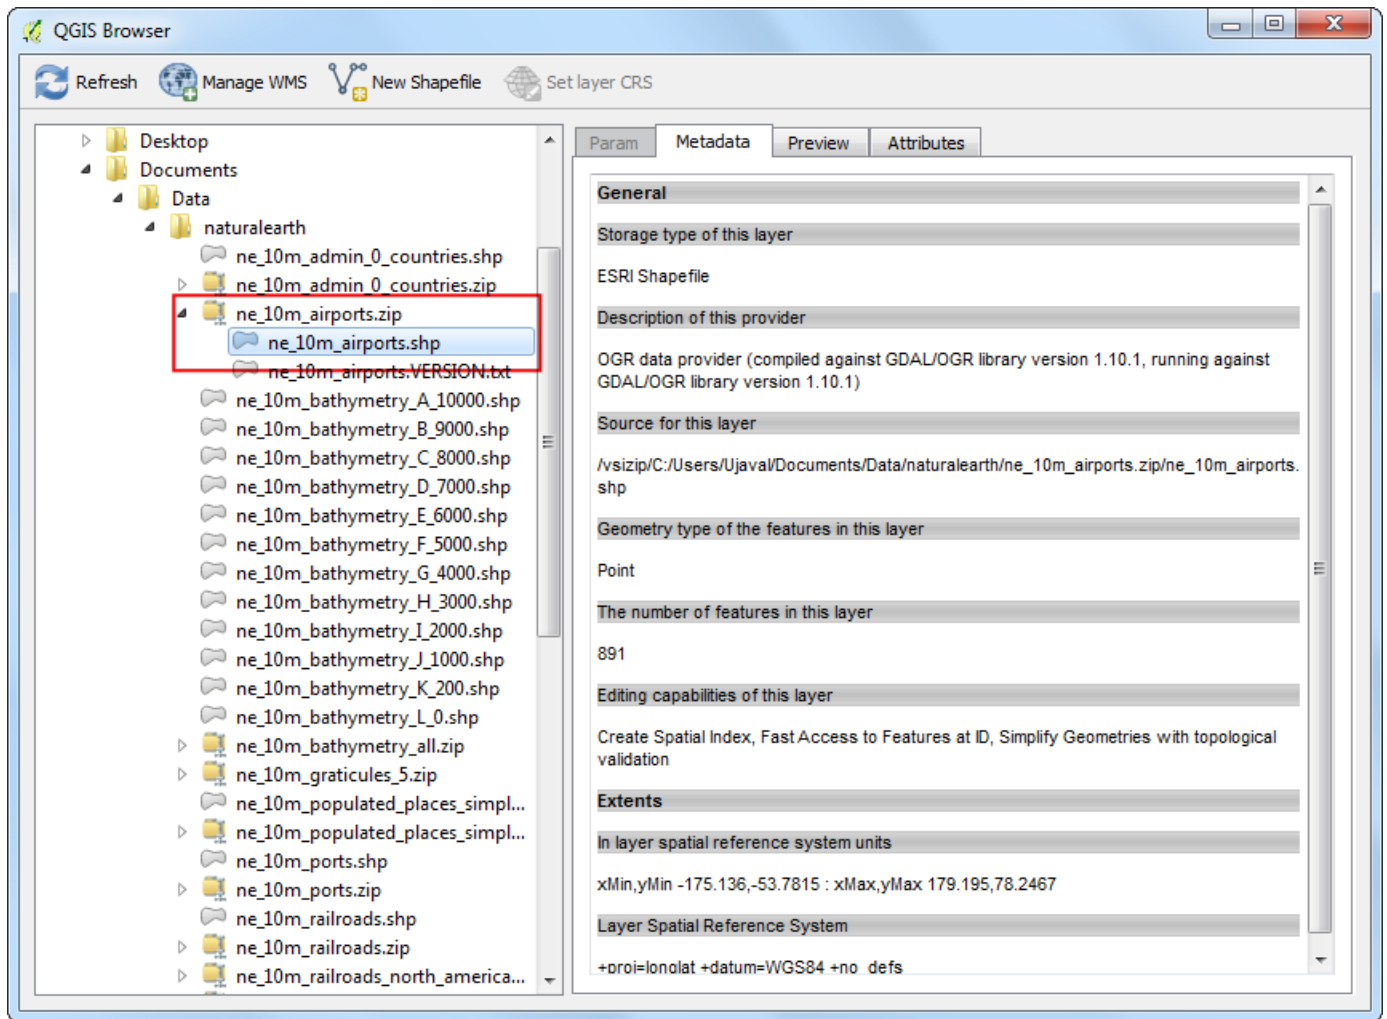 QGIS Browser
Refresh
Manage WMS
New Shapefile
Set layer CRS
Desktop
Documents
Data
naturalearth
ne_10m_admin_0_countries.shp
ne_10m_admin_0_countries.zip
ne_10m_airports.zip
ne_10m_airports.shp
ne_10m_airports.VERSION.txt
ne_10m_bathymetry_A_10000.shp
ne_10m_bathymetry_B_9000.shp
ne_10m_bathymetry_C_8000.shp
ne_10m_bathymetry_D_7000.shp
ne_10m_bathymetry_E_6000.shp
ne_10m_bathymetry_F_5000.shp
ne_10m_bathymetry_G_4000.shp
ne_10m_bathymetry_H_3000.shp
ne_10m_bathymetry_I_2000.shp
ne_10m_bathymetry_J_1000.shp
ne_10m_bathymetry_K_200.shp
ne_10m_bathymetry_L_0.shp
ne_10m_bathymetry_all.zip
ne_10m_graticules_5.zip
ne_10m_populated_places_simpl...
ne_10m_populated_places_simpl...
ne_10m_ports.shp
ne_10m_ports.zip
ne_10m_railroads.shp
ne_10m_railroads.zip
ne_10m_railroads_north_america...
Param
Metadata
Preview
Attributes
General
Storage type of this layer
ESRI Shapefile
Description of this provider
OGR data provider (compiled against GDAL/OGR library version 1.10.1, running against
GDAL/OGR library version 1.10.1)
Source for this layer
/vsizip/C:/Users/Ujaval/Documents/Data/naturalearth/ne_10m_airports.zip/ne_10m_airports.
shp
Geometry type of the features in this layer
Point
The number of features in this layer
891
Editing capabilities of this layer
Create Spatial Index, Fast Access to Features at ID, Simplify Geometries with topological
validation
Extents
In layer spatial reference system units
xMin,yMin -175.136,-53.7815 : xMax,yMax 179.195,78.2467
Layer Spatial Reference System
+proj=longlat +datum=WGS84 +no_defs